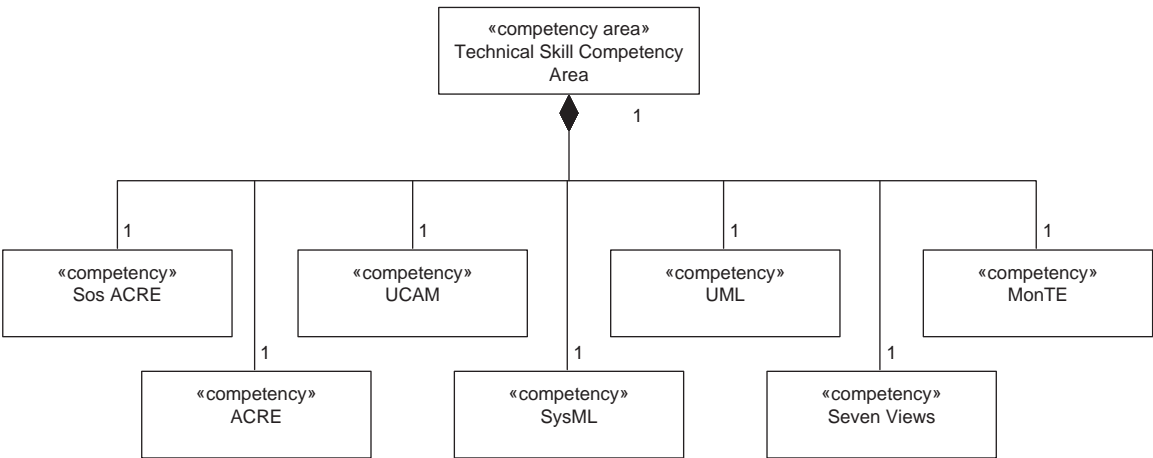 «competency area»
Technical Skill Competency
Area
1
1
1
1
1
«competency»
Sos ACRE
«competency»
UCAM
«competency»
UML
«competency»
MonTE
1
1
1
«competency»
ACRE
«competency»
SysML
«competency»
Seven Views